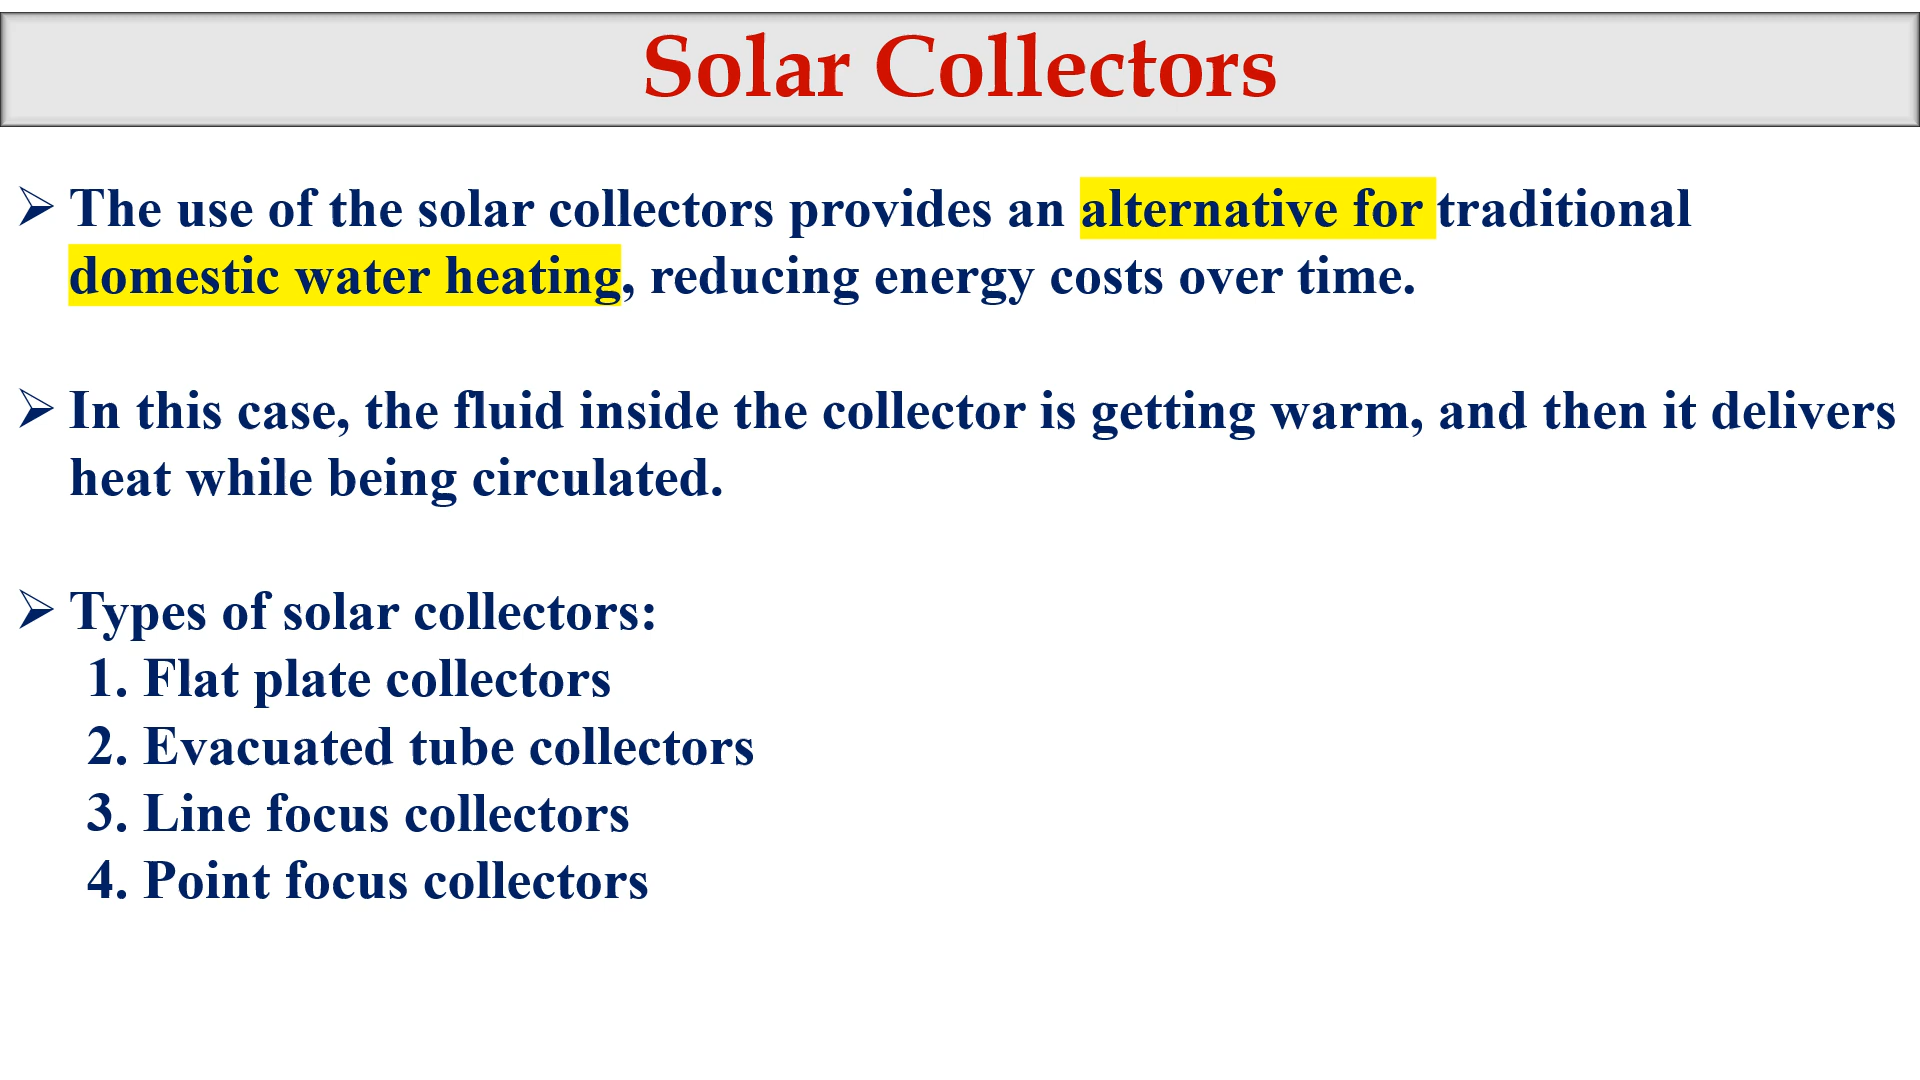 Solar Collectors
➢ The use of the solar collectors provides an alternative for traditional
domestic water heating, reducing energy costs over time.
➢ In this case, the fluid inside the collector is getting warm, and then it delivers
heat while being circulated.
➢ Types of solar collectors:
1. Flat plate collectors
2. Evacuated tube collectors
3. Line focus collectors
4. Point focus collectors